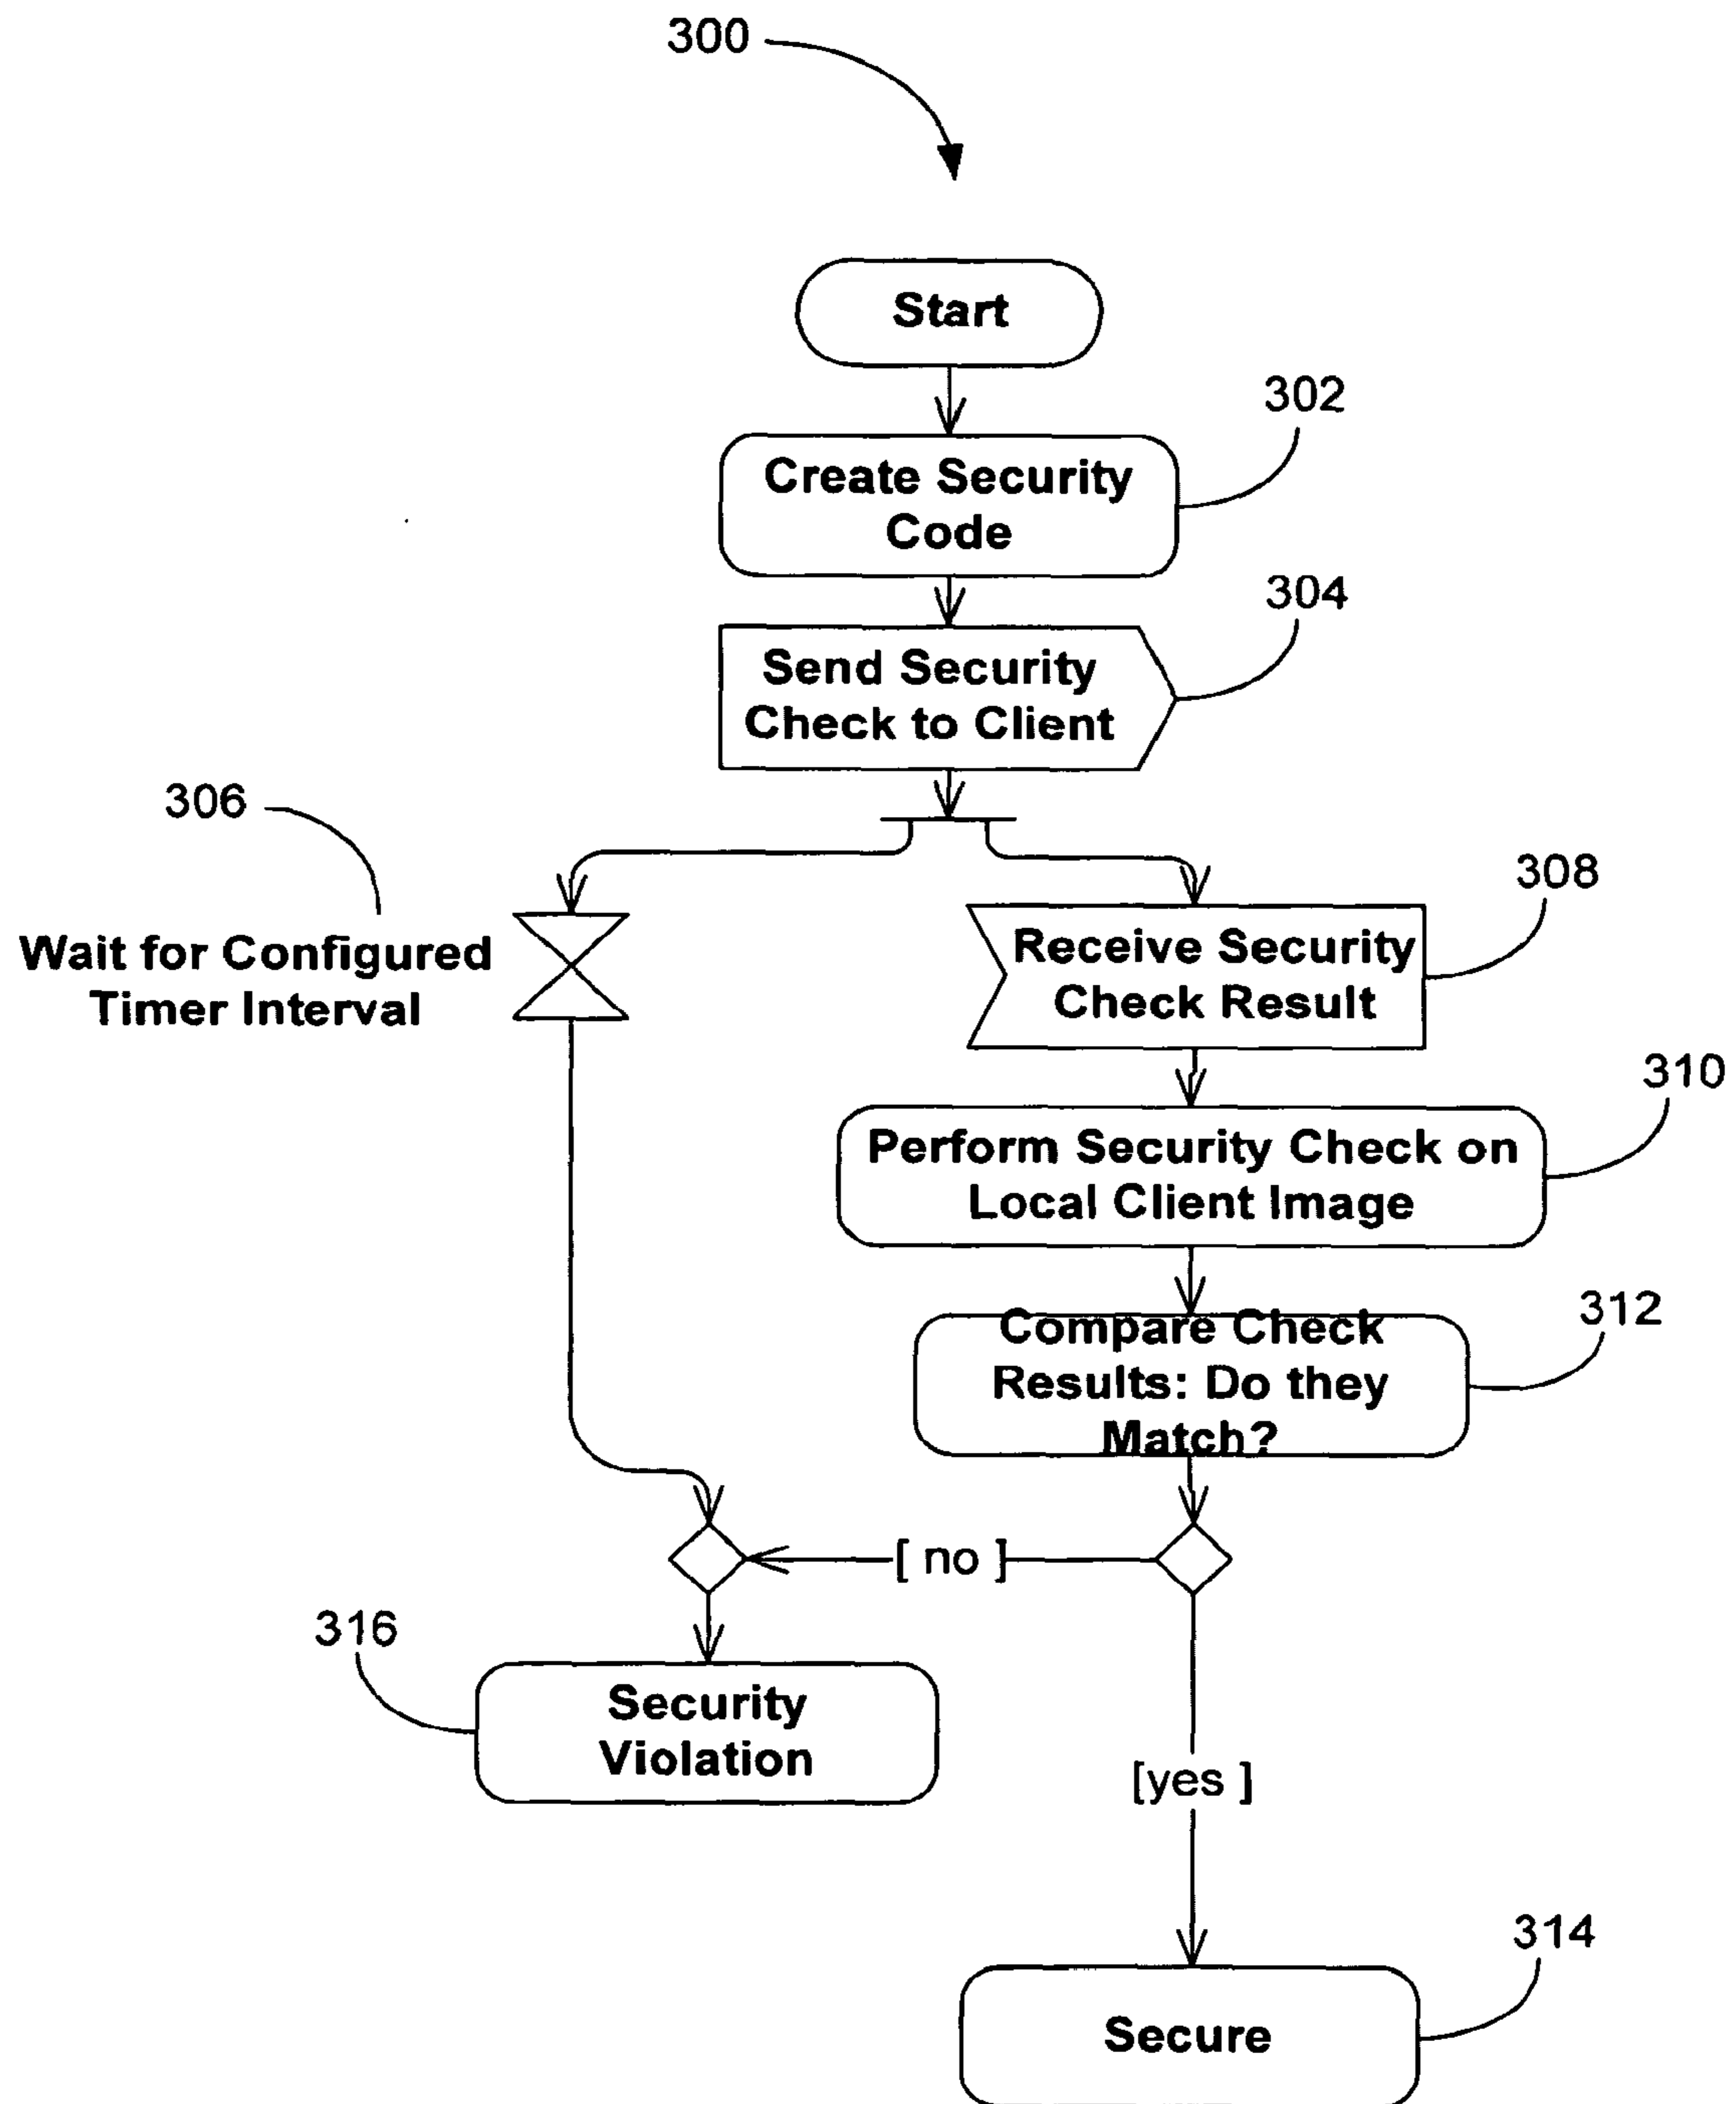 300
Start
302
Create Security
Code
304
Send Security
Check to Client
306
Wait for Configured
Timer Interval
308
Receive Security
Check Result
310
Perform Security Check on
Local Client Image
312
Compare Check
Results: Do they
Match?
[ no ]
316
Security
Violation
[yes ]
314
Secure